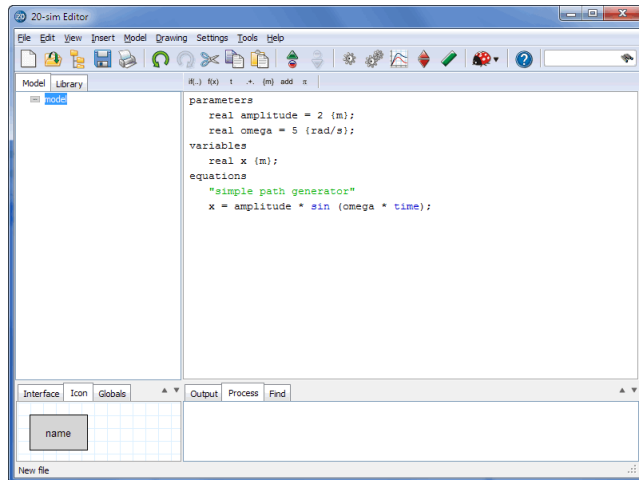 20-sim Editor
File Edit View Insert Model Drawing Settings Tools Help
Model Library
if(..) f(x) t .+. {m} add π
model
parameters
real amplitude = 2 {m};
real omega = 5 {rad/s};
variables
real x {m};
equations
"simple path generator"
x = amplitude * sin (omega * time);
Interface Icon Globals
Output Process Find
name
New file